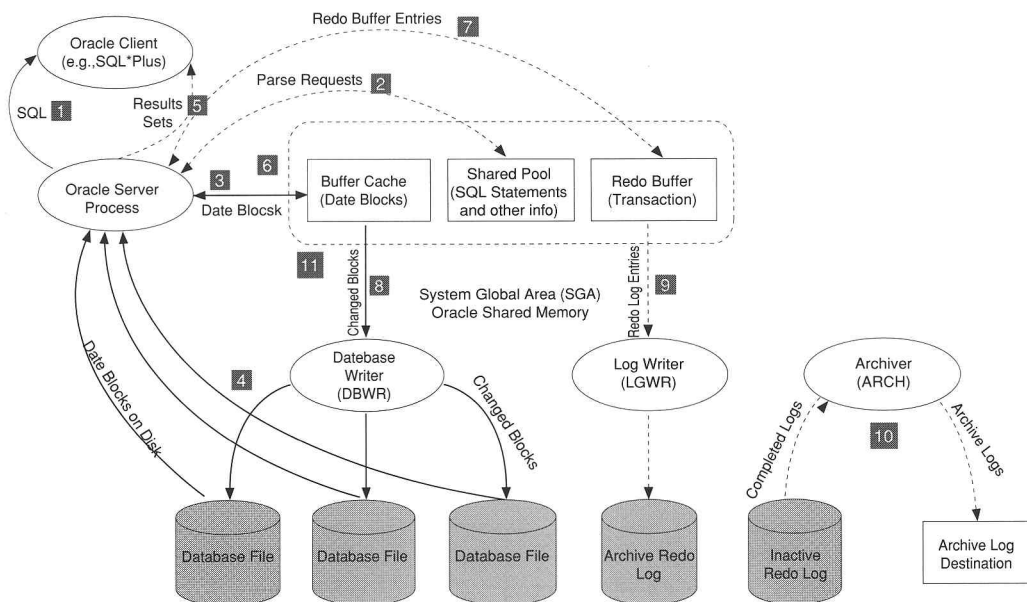 Redo Buffer Entries
7
Oracle Client
(e.g.,SQL*Plus)
Parse Requests
2
SQL
1
Results
Sets
5
6
3
Oracle Server
Process
Date Blocsk
Buffer Cache
(Date Blocks)
Shared Pool
(SQL Statements
and other info)
Redo Buffer
(Transaction)
11
Changed Blocks
8
System Global Area (SGA)
Oracle Shared Memory
Redo Log Entries
9
Date Blocks on Disk
4
Datebase
Writer
(DBWR)
Changed Blocks
Log Writer
(LGWR)
Archiver
(ARCH)
Completed Logs
10
Archive Logs
Database File
Database File
Database File
Archive Redo
Log
Inactive
Redo Log
Archive Log
Destination